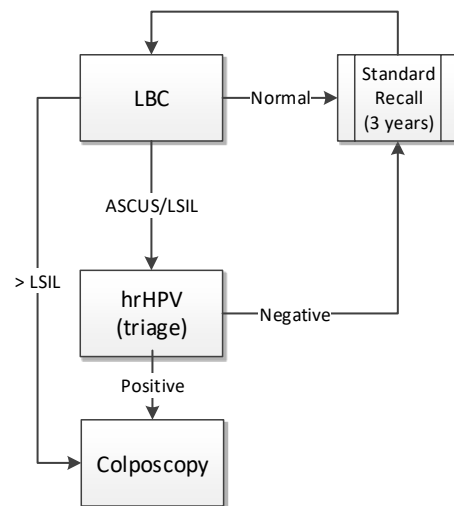 LBC
Normal
Standard
Recall
(3 years)
ASCUS/LSIL
> LSIL
hrHPV
(triage)
Negative
Positive
Colposcopy